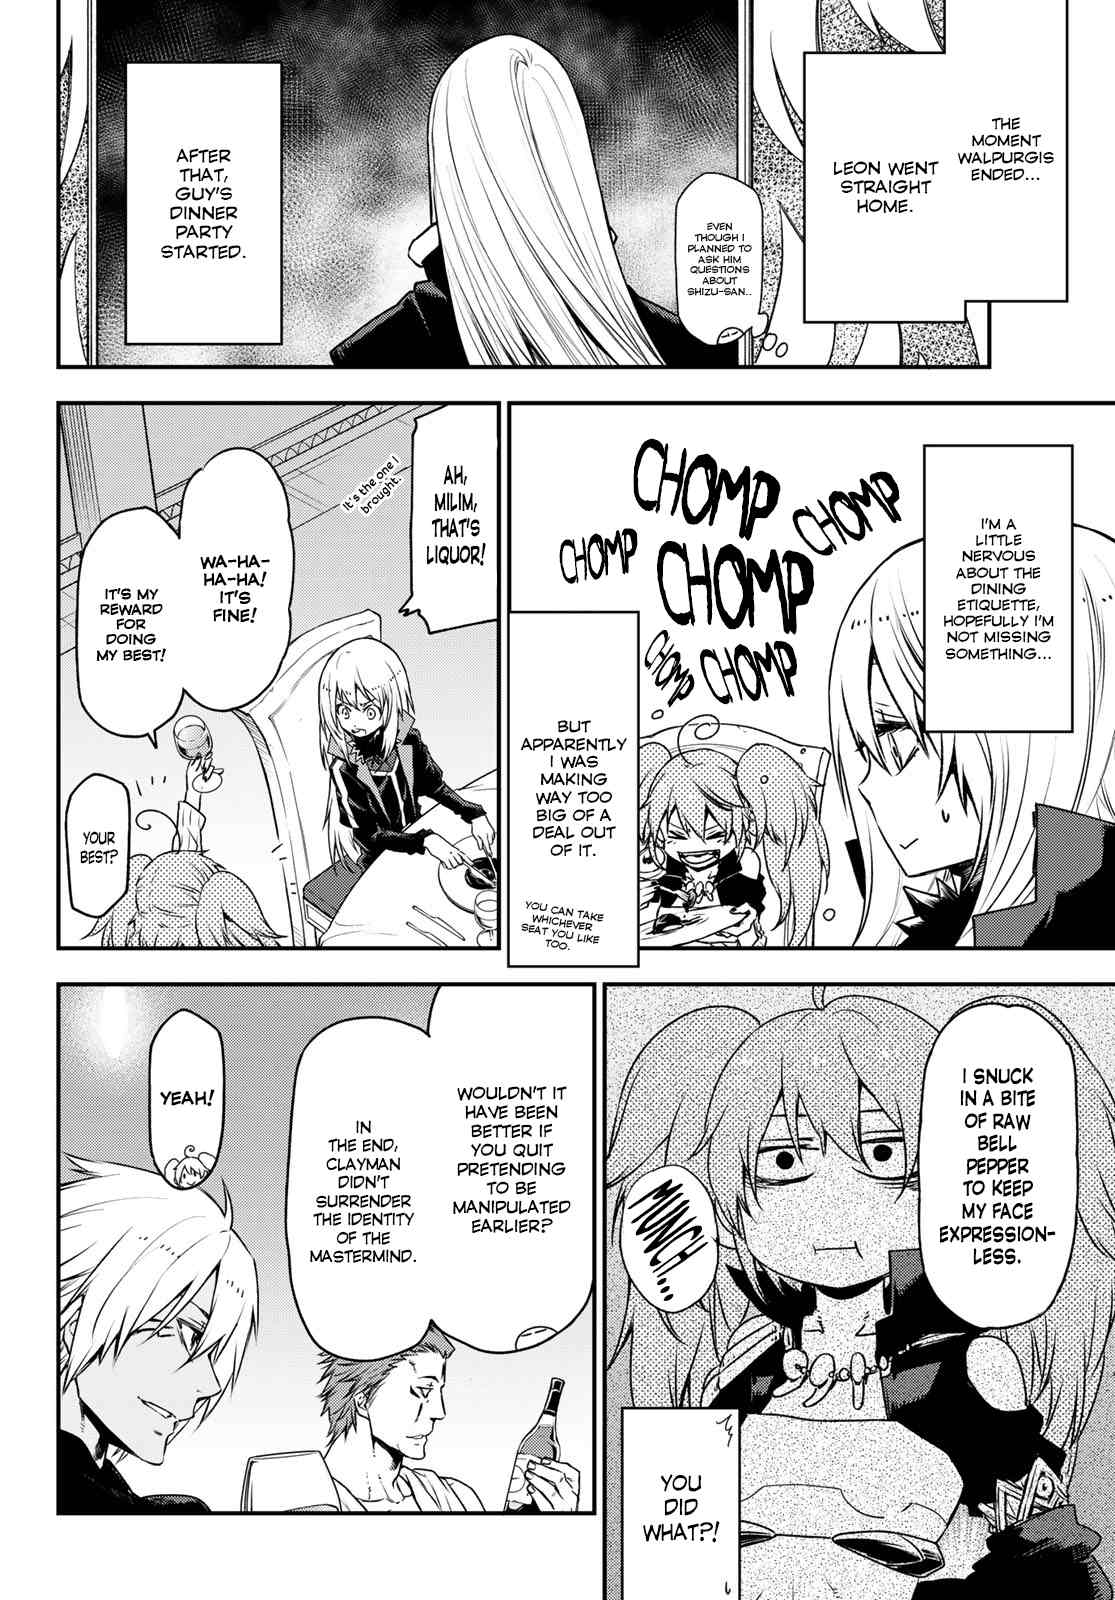 THE
MOMENT
WALPURGIS
ENDED...
LEON WENT
STRAIGHT
HOME.
EVEN
THOUGH I
PLANNED TO
ASK HIM
QUESTIONS
ABOUT
SHIZU-SAN..
AFTER
THAT,
GUY'S
DINNER
PARTY
STARTED.
I'M A
LITTLE
NERVOUS
ABOUT THE
DINING
ETIQUETTE,
HOPEFULLY I'M
NOT MISSING
SOMETHING...
CHOMP
CHOMP
CHOMP
CHOMP
CHOMP
CHOMP
BUT
APPARENTLY
I WAS
MAKING
WAY TOO
BIG OF A
DEAL OUT
OF IT.
YOU CAN TAKE
WHICHEVER
SEAT YOU LIKE
TOO.
AH,
MILIM,
THAT'S
LIQUOR!
It's the one I
brought.
WA-HA-
HA-HA!
IT'S
FINE!
IT'S MY
REWARD
FOR
DOING
MY BEST!
YOUR
BEST?
I SNUCK
IN A BITE
OF RAW
BELL
PEPPER
TO KEEP
MY FACE
EXPRESSION-
LESS.
MUNCH...
YOU
DID
WHAT?!
WOULDN'T IT
HAVE BEEN
BETTER IF
YOU QUIT
PRETENDING
TO BE
MANIPULATED
EARLIER?
IN
THE END,
CLAYMAN
DIDN'T
SURRENDER
THE IDENTITY
OF THE
MASTERMIND.
YEAH!